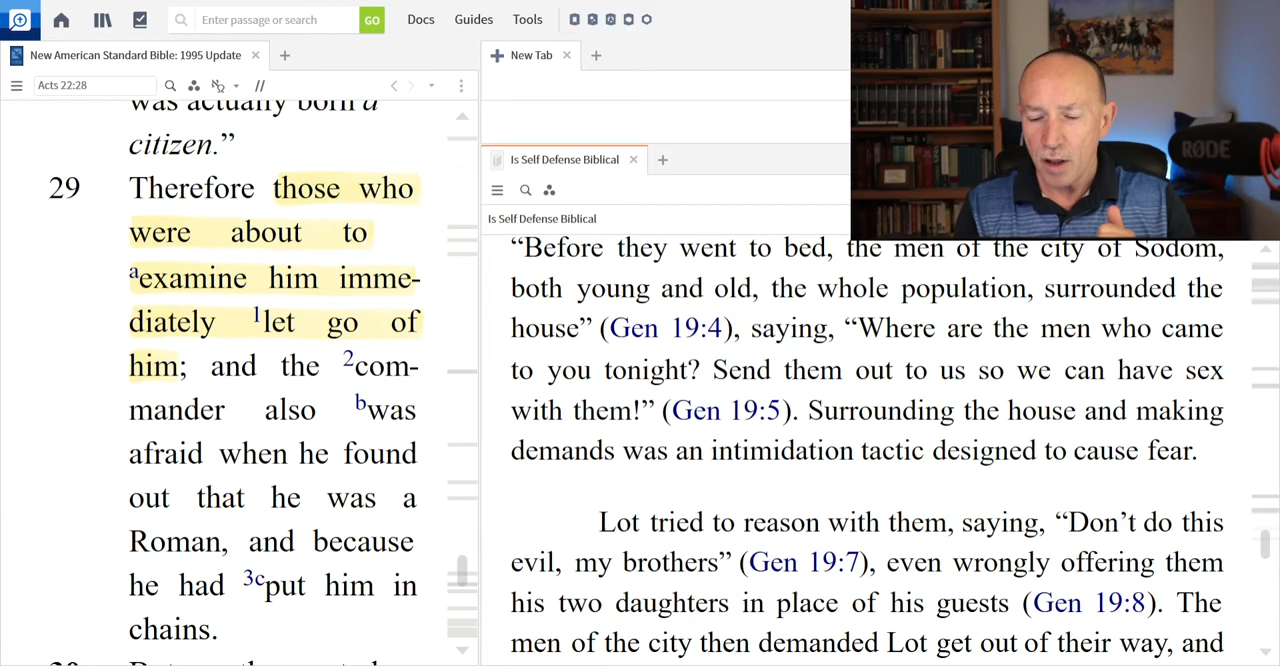 Enter passage or search
GO
Docs
Guides
Tools
New American Standard Bible: 1995 Update
Acts 22:28
was actually born a
citizen.”
29 Therefore those who
were about to
aexamine him imme-
diately 1let go of
him; and the 2com-
mander also bwas
afraid when he found
out that he was a
Roman, and because
he had 3cput him in
chains.
New Tab
Is Self Defense Biblical
Is Self Defense Biblical
“Before they went to bed, the men of the city of Sodom,
both young and old, the whole population, surrounded the
house” (Gen 19:4), saying, “Where are the men who came
to you tonight? Send them out to us so we can have sex
with them!” (Gen 19:5). Surrounding the house and making
demands was an intimidation tactic designed to cause fear.
Lot tried to reason with them, saying, “Don’t do this
evil, my brothers” (Gen 19:7), even wrongly offering them
his two daughters in place of his guests (Gen 19:8). The
men of the city then demanded Lot get out of their way, and
RØDE